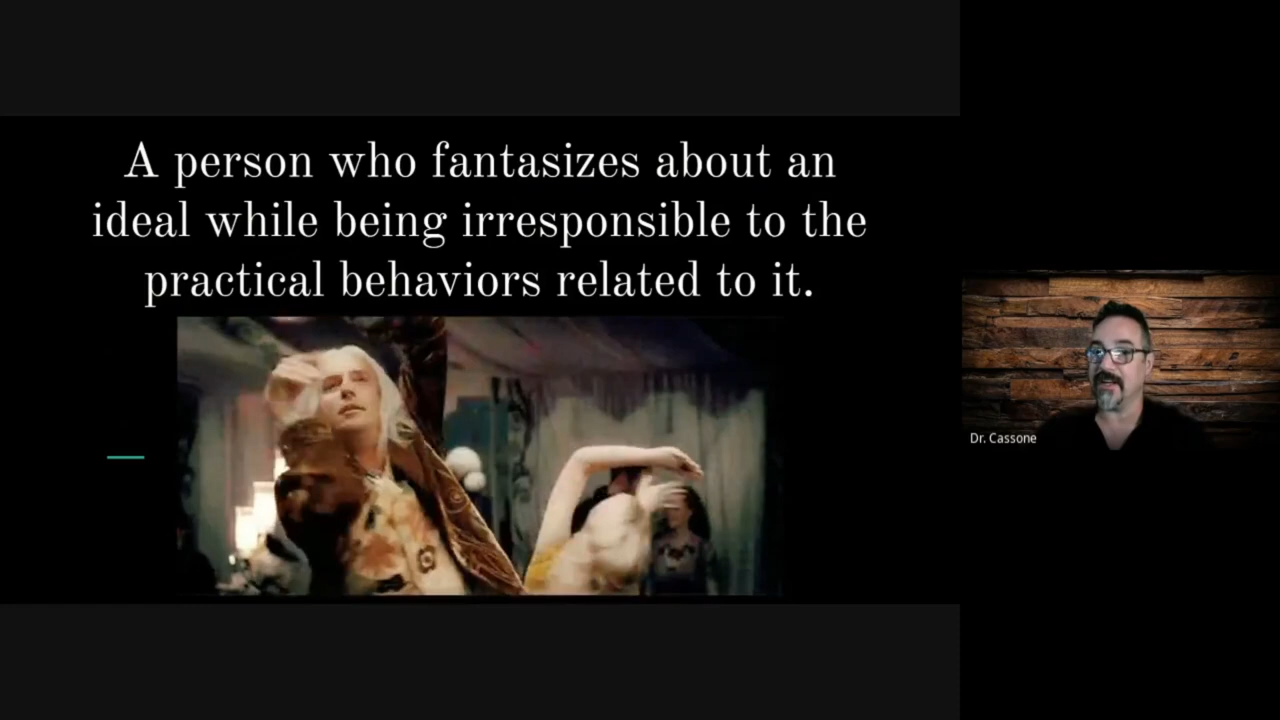 A person who fantasizes about an
ideal while being irresponsible to the
practical behaviors related to it.
Dr. Cassone